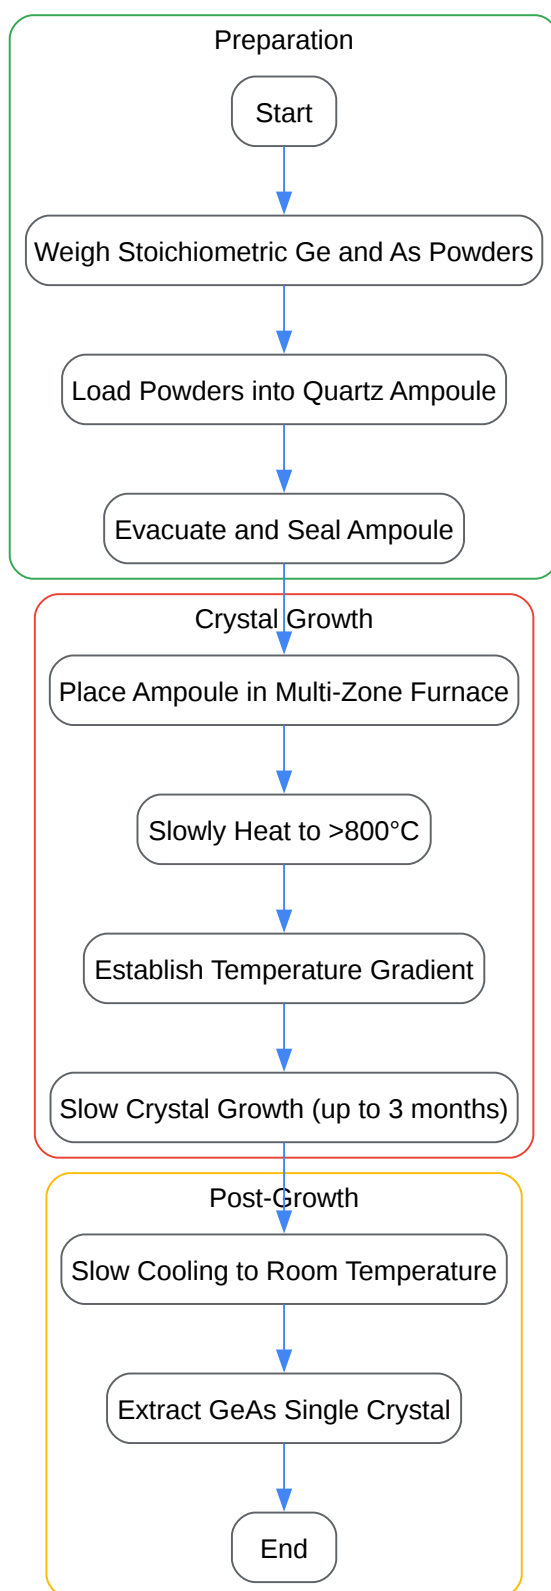 Preparation
Start
Weigh Stoichiometric Ge and As Powders
Load Powders into Quartz Ampoule
Evacuate and Seal Ampoule
Crystal Growth
Place Ampoule in Multi-Zone Furnace
Slowly Heat to >800°C
Establish Temperature Gradient
Slow Crystal Growth (up to 3 months)
Post-Growth
Slow Cooling to Room Temperature
Extract GeAs Single Crystal
End